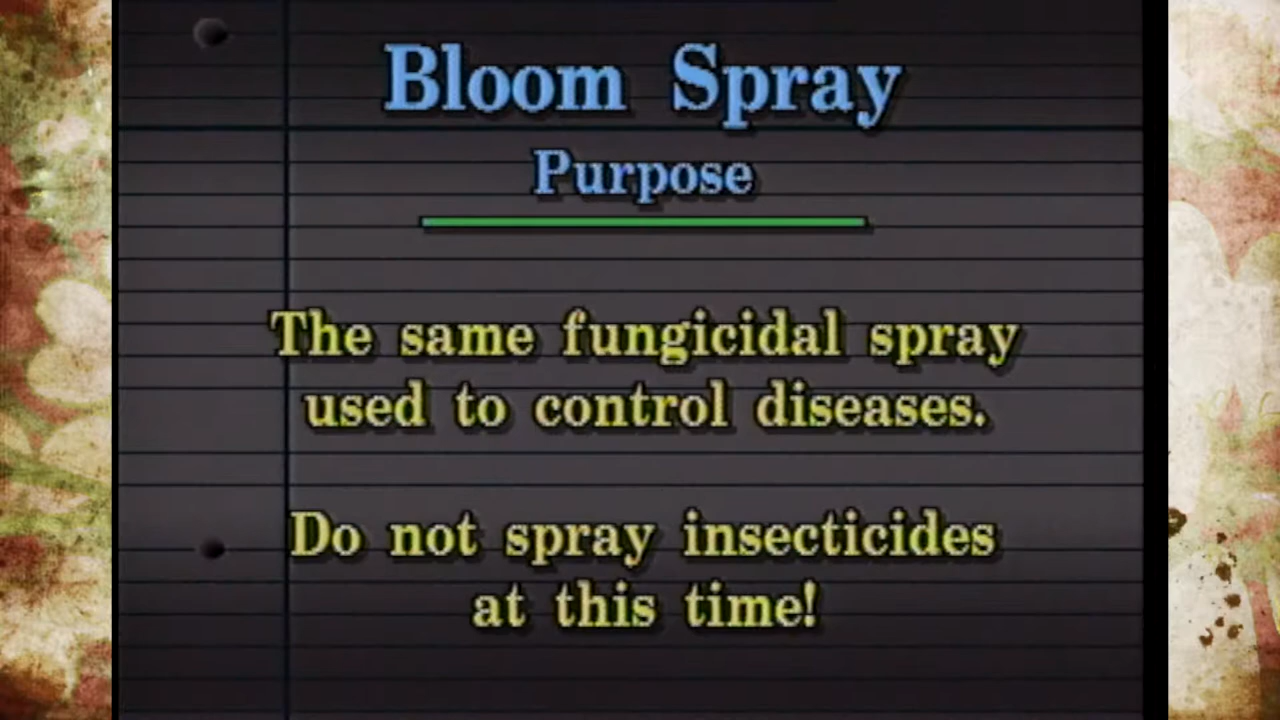 Bloom Spray
Purpose
The same fungicidal spray
used to control diseases.
Do not spray insecticides
at this time!